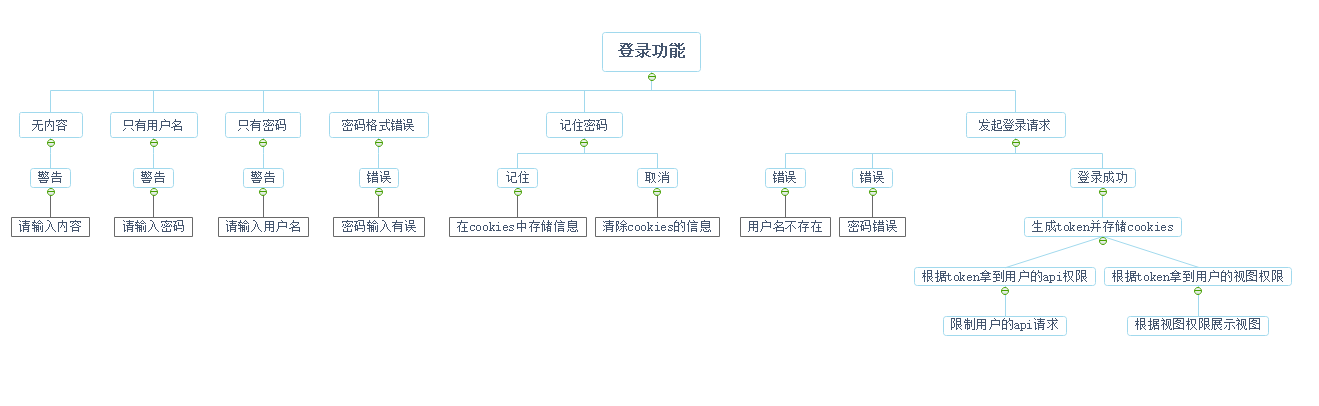 登录功能
无内容
只有用户名
只有密码
密码格式错误
记住密码
发起登录请求
警告
警告
警告
错误
记住
取消
错误
错误
登录成功
请输入内容
请输入密码
请输入用户名
密码输入有误
在cookies中存储信息
清除cookies的信息
用户名不存在
密码错误
生成token并存储cookies
根据token拿到用户的api权限
根据token拿到用户的视图权限
限制用户的api请求
根据视图权限展示视图